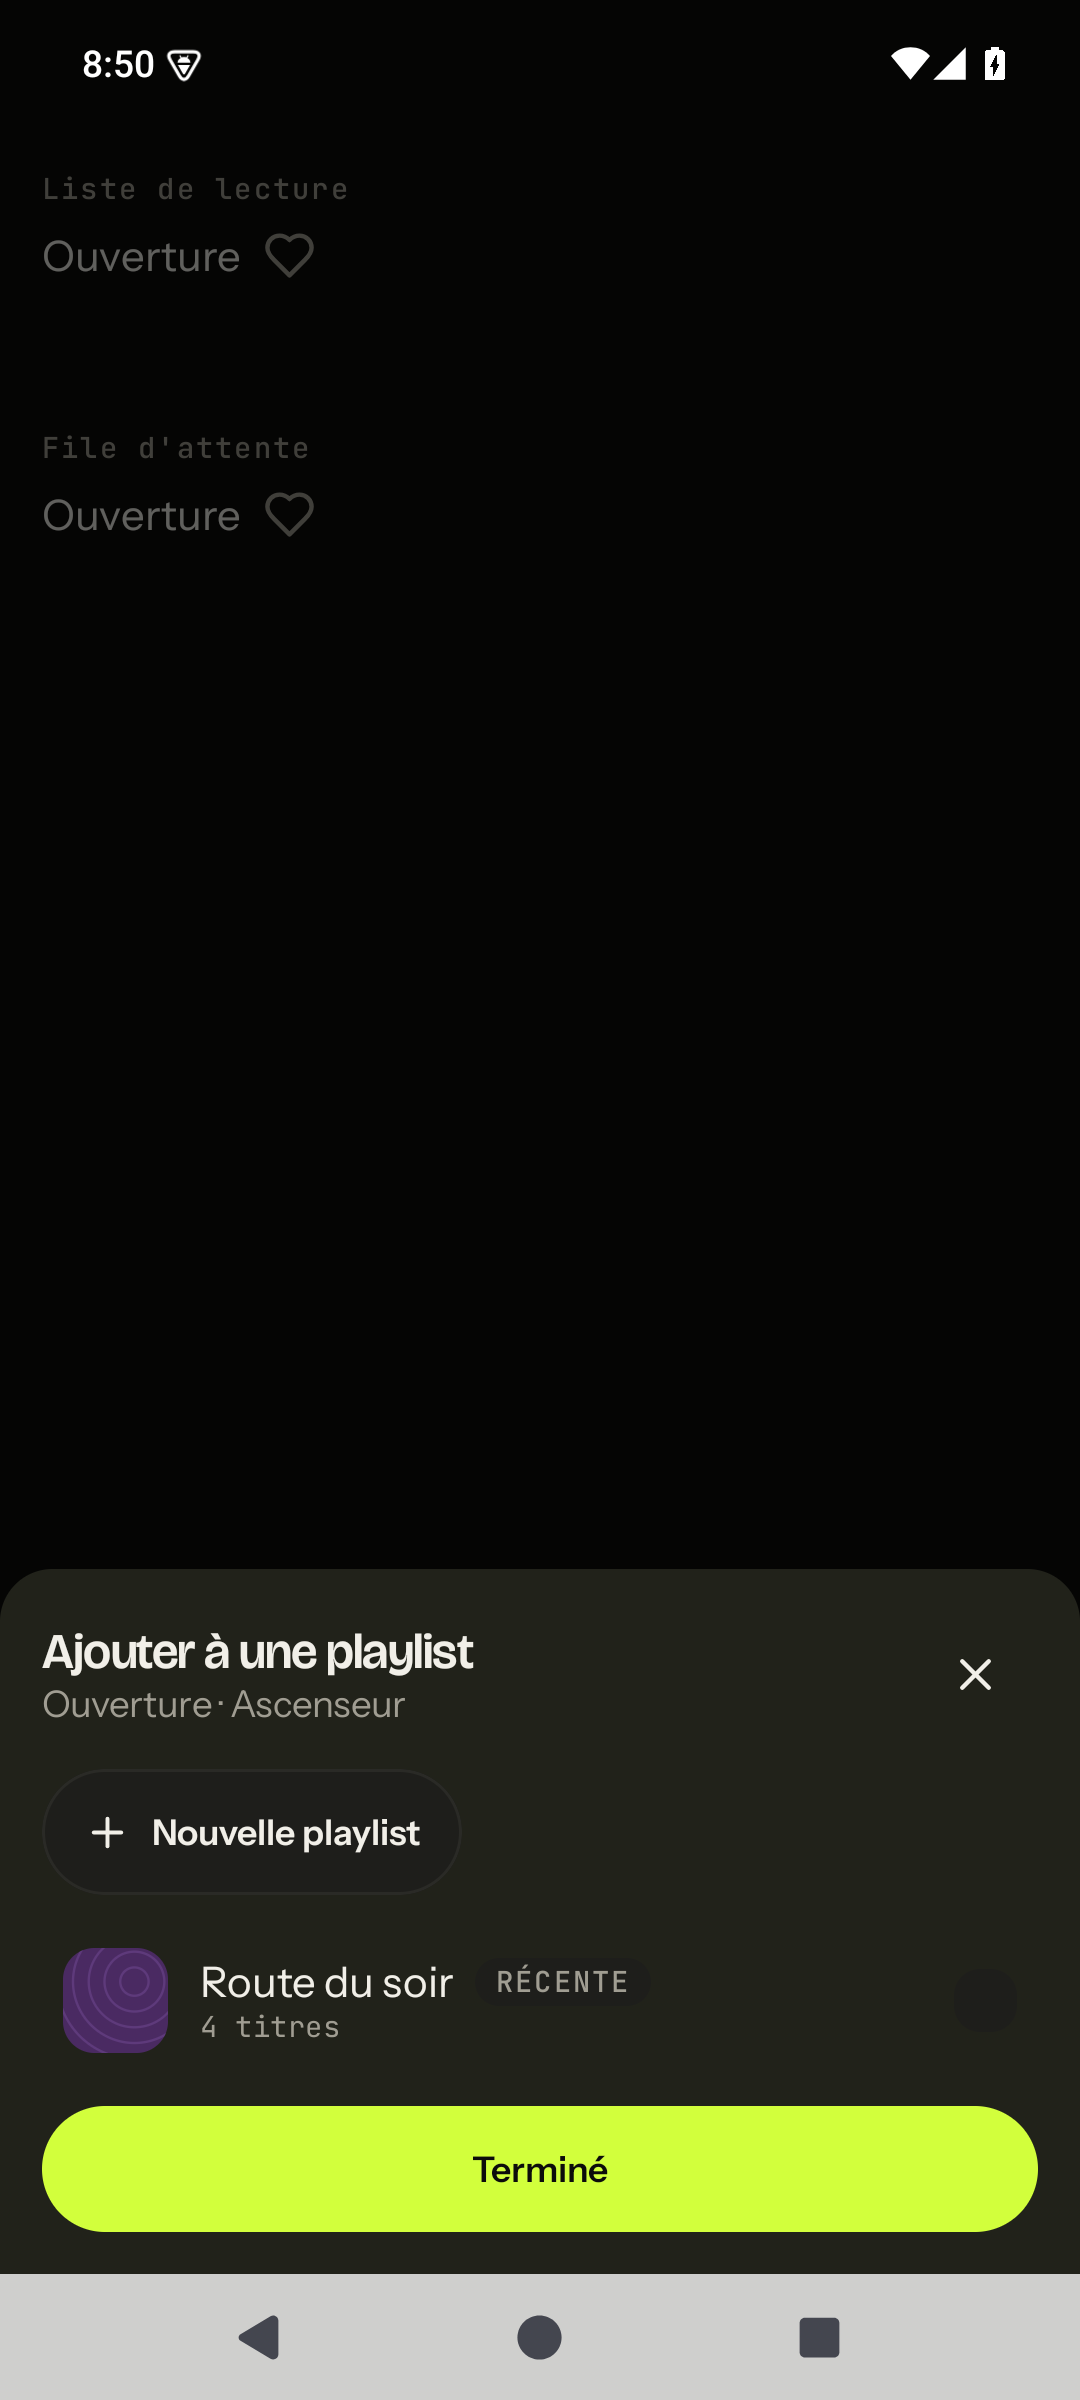 8:50
Liste de lecture
Ouverture
File d'attente
Ouverture
Ajouter à une playlist
Ouverture · Ascenseur
Nouvelle playlist
Route du soir RÉCENTE
4 titres
Terminé